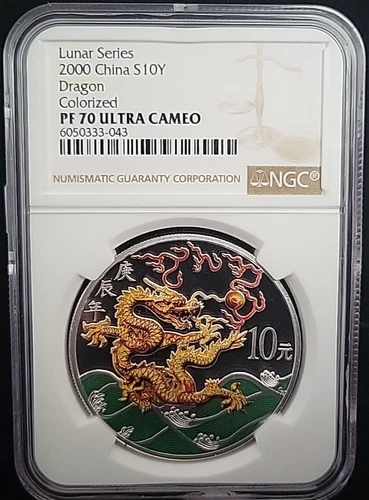 Lunar Series
2000 China S10Y
Dragon
Colorized
PF 70 ULTRA CAMEO
6050333-043
NUMISMATIC GUARANTY CORPORATION
NGC®
庚辰年
10元